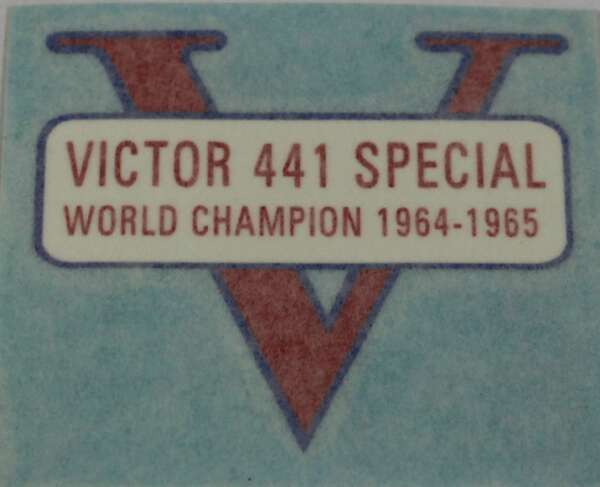 V
VICTOR 441 SPECIAL
WORLD CHAMPION 1964-1965